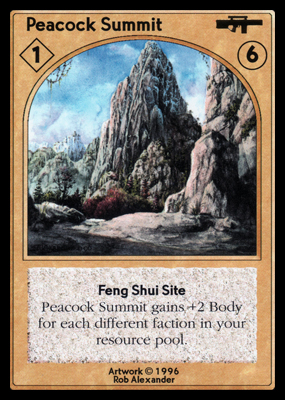 Peacock Summit
1
6
Feng Shui Site
Peacock Summit gains +2 Body
for each different faction in your
resource pool.
Artwork © 1996
Rob Alexander